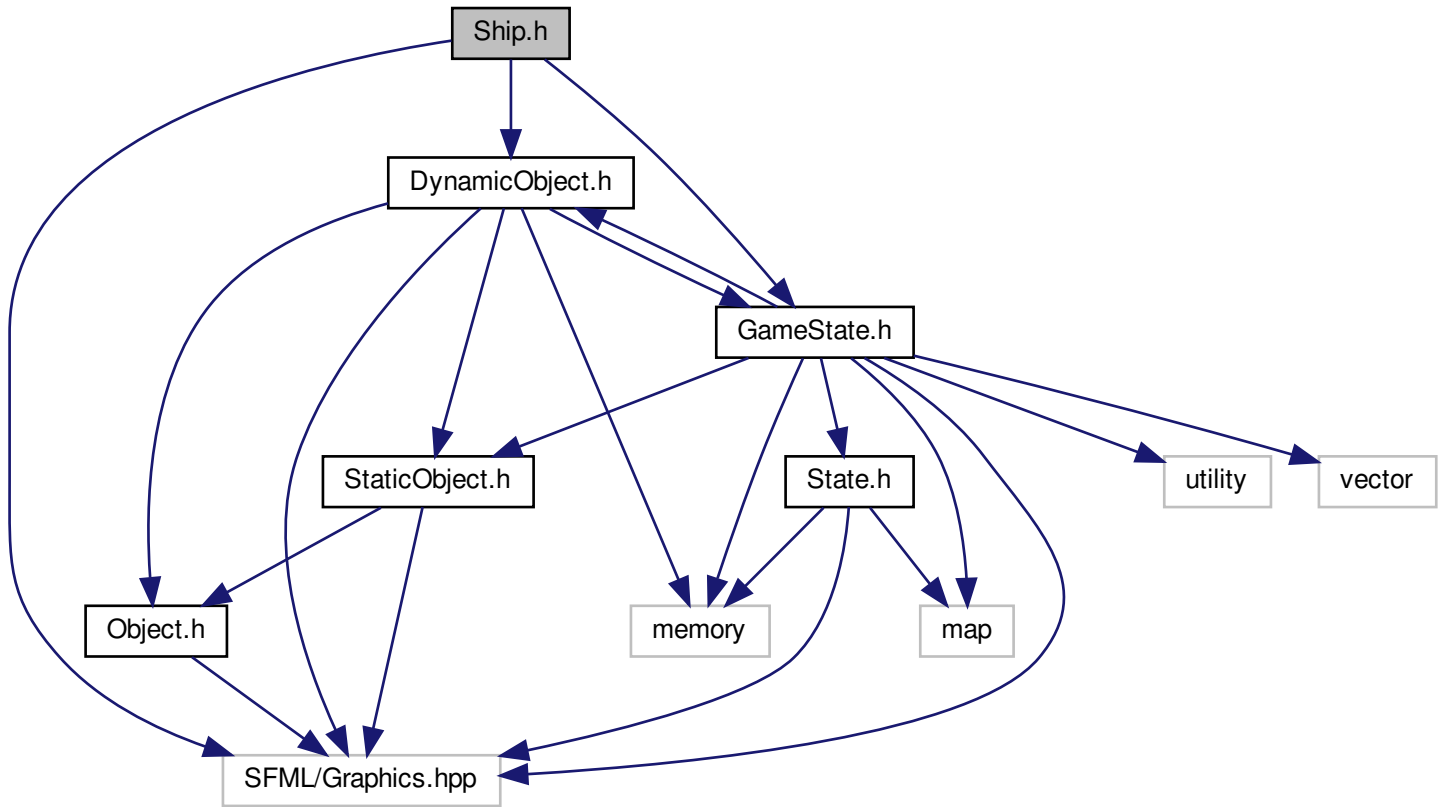 Ship.h
DynamicObject.h
GameState.h
StaticObject.h
State.h
utility
vector
Object.h
memory
map
SFML/Graphics.hpp